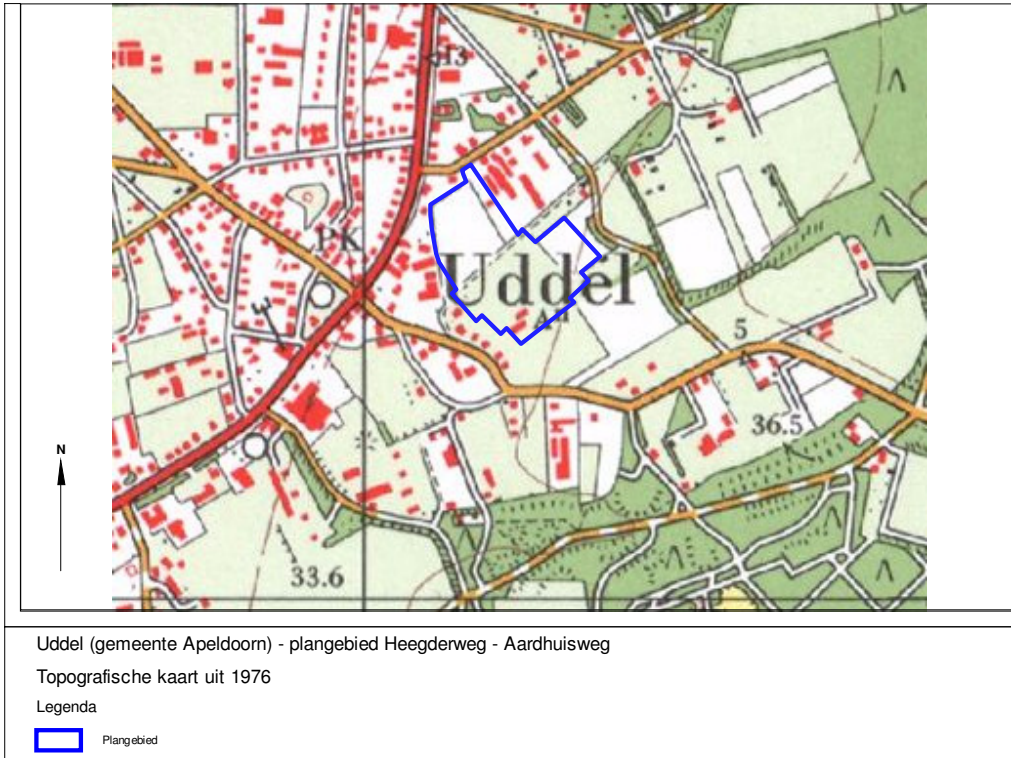 13
PK
Uddel
5
36.5
N
33.6
Uddel (gemeente Apeldoorn) - plangebied Heegderweg - Aardhuisweg
Topografische kaart uit 1976
Legenda
Plangebied